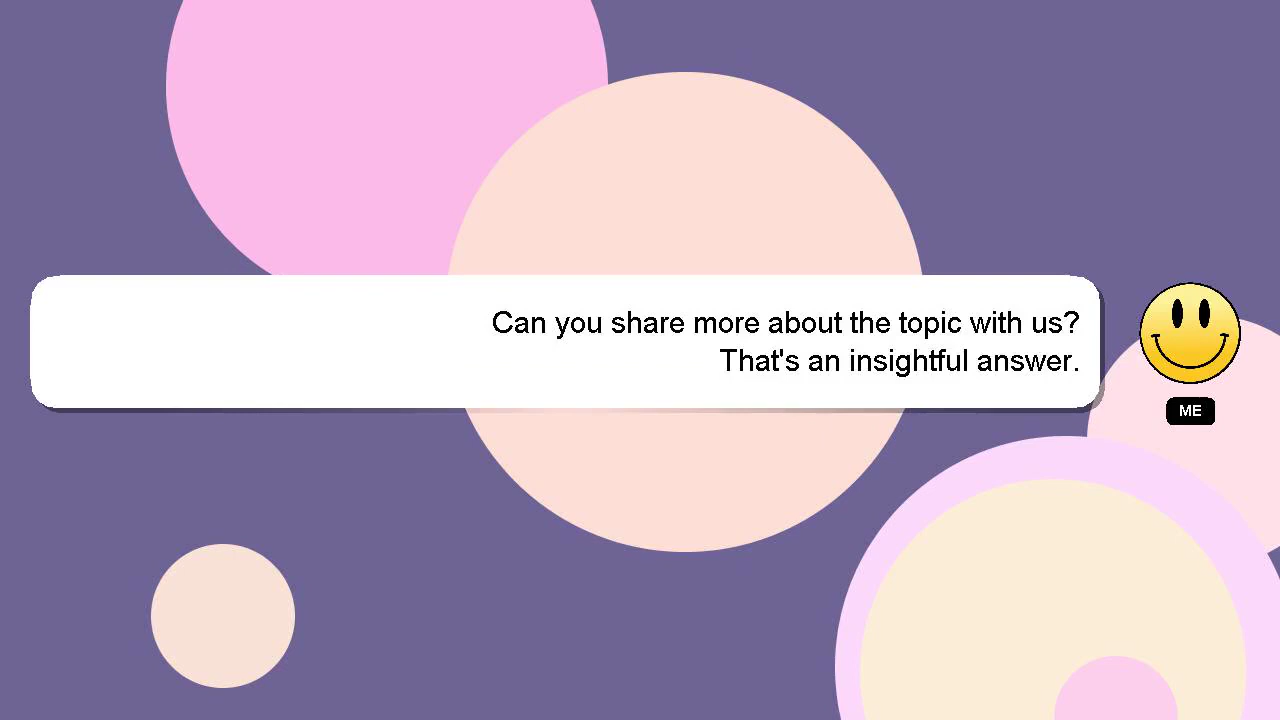 Can you share more about the topic with us?
That's an insightful answer.
ME